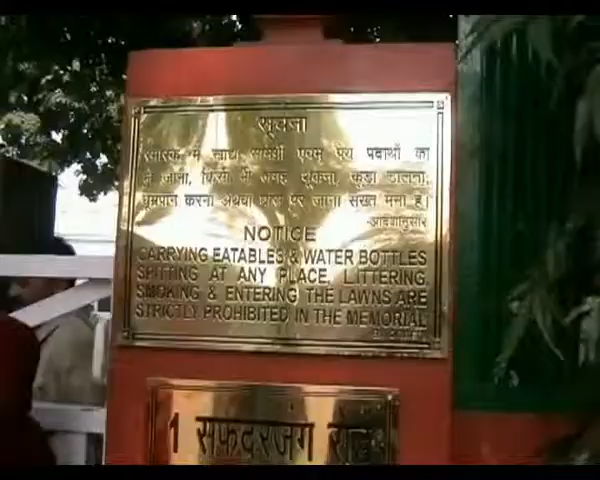 सूचना
स्मारक में साथ खाद्य एवम् पेय पदार्थों का
ले जाना, किसी भी जगह थूकना, कूड़ा डालना,
धूम्रपान करना अथवा घास पर जाना सख्त मना है।
-आदेशानुसार
NOTICE
CARRYING EATABLES & WATER BOTTLES
SPITTING AT ANY PLACE, LITTERING,
SMOKING & ENTERING THE LAWNS ARE
STRICTLY PROHIBITED IN THE MEMORIAL
1 सफदरजंग रोड